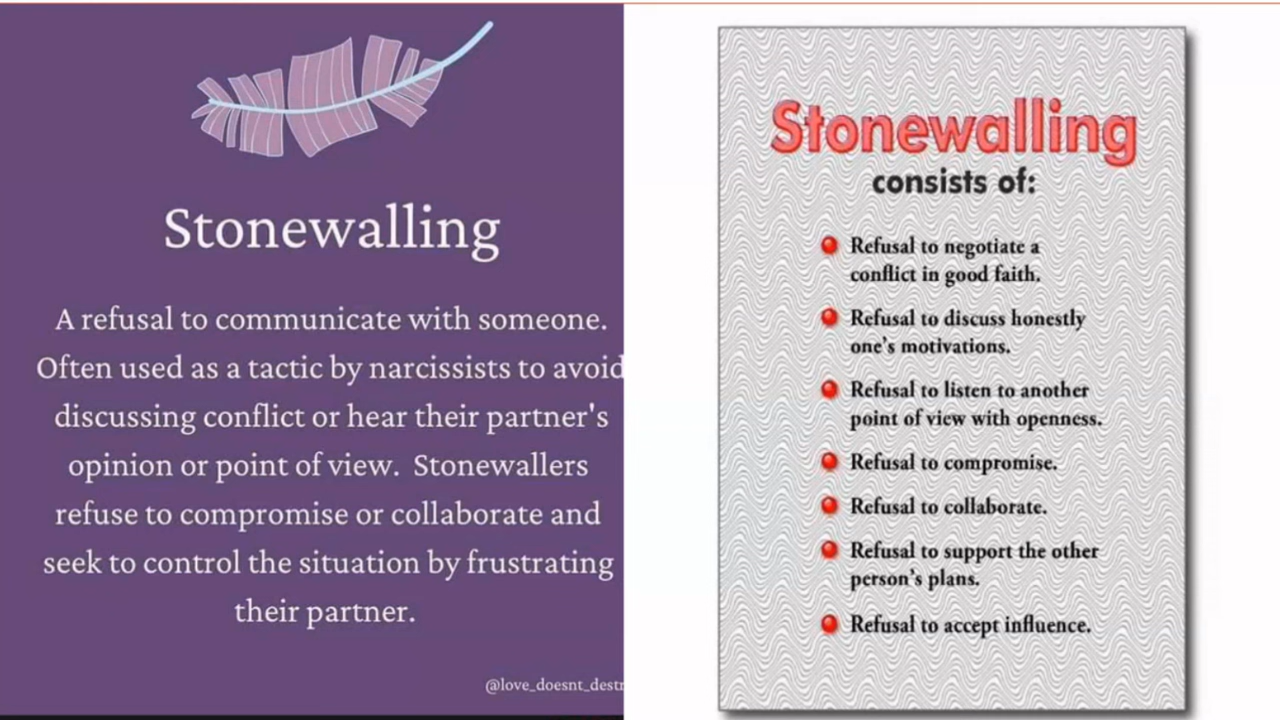 Stonewalling
A refusal to communicate with someone.
Often used as a tactic by narcissists to avoid
discussing conflict or hear their partner's
opinion or point of view. Stonewallers
refuse to compromise or collaborate and
seek to control the situation by frustrating
their partner.
@love_doesnt_destr
Stonewalling
consists of:
Refusal to negotiate a
conflict in good faith.
Refusal to discuss honestly
one's motivations.
Refusal to listen to another
point of view with openness.
Refusal to compromise.
Refusal to collaborate.
Refusal to support the other
person's plans.
Refusal to accept influence.